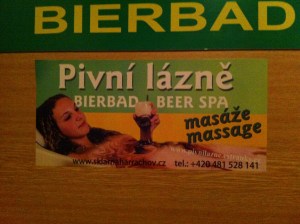 BIERBAD
Pivní lázně
BIERBAD - BEER SPA
masáže
massage
www.sklarnaharrachov.cz
tel.: +420 481 528 141